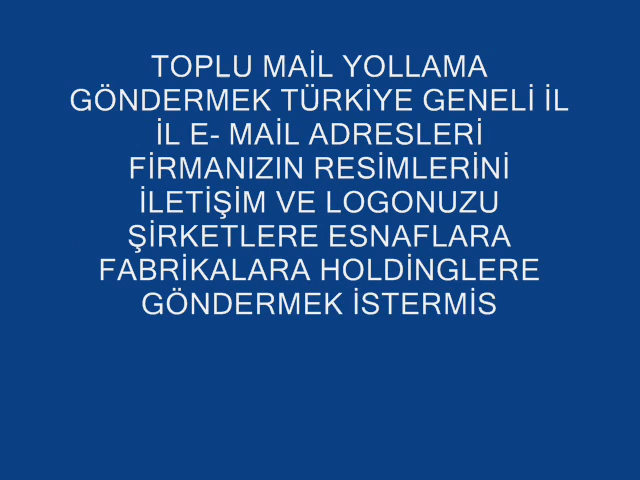 TOPLU MAİL YOLLAMA
GÖNDERMEK TÜRKİYE GENELİ İL
İL E- MAİL ADRESLERİ
FİRMANIZIN RESİMLERİNİ
İLETİŞİM VE LOGONUZU
ŞİRKETLERE ESNAFLARA
FABRİKALARA HOLDİNGLERE
GÖNDERMEK İSTERMİS